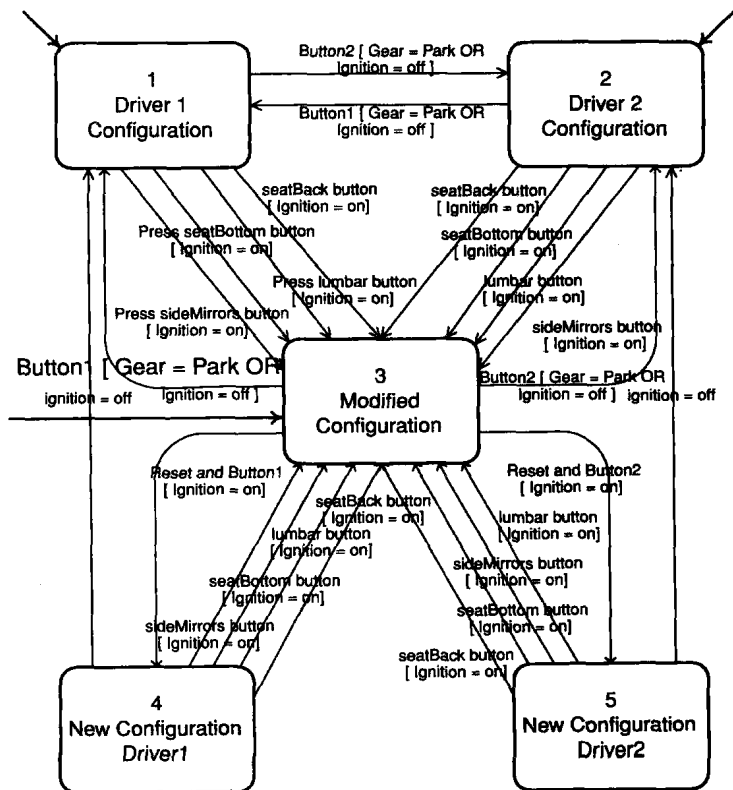 1
Driver 1
Configuration
Button2 [ Gear = Park OR
Ignition = off ]
Button1 [ Gear = Park OR
Ignition = off ]
2
Driver 2
Configuration
seatBack button
[ Ignition = on]
Press seatBottom button
[ Ignition = on]
Press lumbar button
[ Ignition = on]
Press sideMirrors button
[ Ignition = on]
seatBack button
[ Ignition = on]
seatBottom button
[ Ignition = on]
lumbar button
[ Ignition = on]
sideMirrors button
[ Ignition = on]
Button1 [ Gear = Park OR
Ignition = off ]
ignition = off
3
Modified
Configuration
Button2 [ Gear = Park OR
Ignition = off ]
ignition = off
Reset and Button1
[ Ignition = on]
seatBack button
[ Ignition = on]
lumbar button
[ Ignition = on]
seatBottom button
[ Ignition = on]
sideMirrors button
[ Ignition = on]
Reset and Button2
[ Ignition = on]
lumbar button
[ Ignition = on]
sideMirrors button
[ Ignition = on]
seatBottom button
[ Ignition = on]
seatBack button
[ Ignition = on]
4
New Configuration
Driver1
5
New Configuration
Driver2